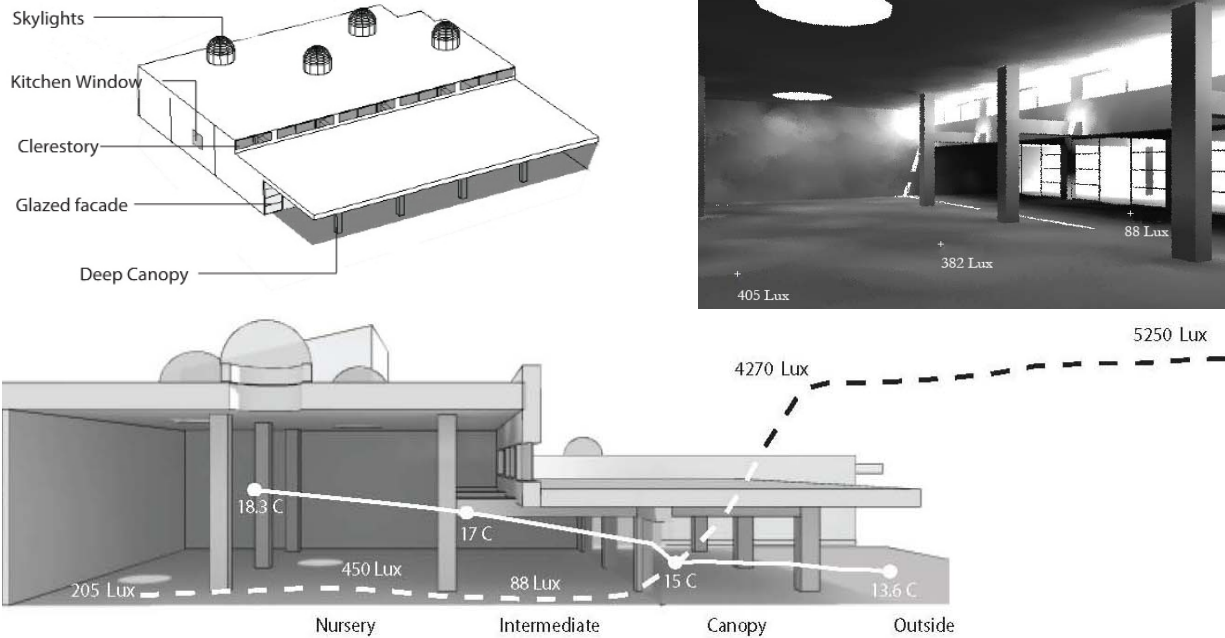 Skylights
Kitchen Window
Clerestory
Glazed facade
Deep Canopy
88 Lux
382 Lux
405 Lux
5250 Lux
4270 Lux
18.3 C
17 C
15 C
13.6 C
205 Lux
450 Lux
88 Lux
Nursery
Intermediate
Canopy
Outside